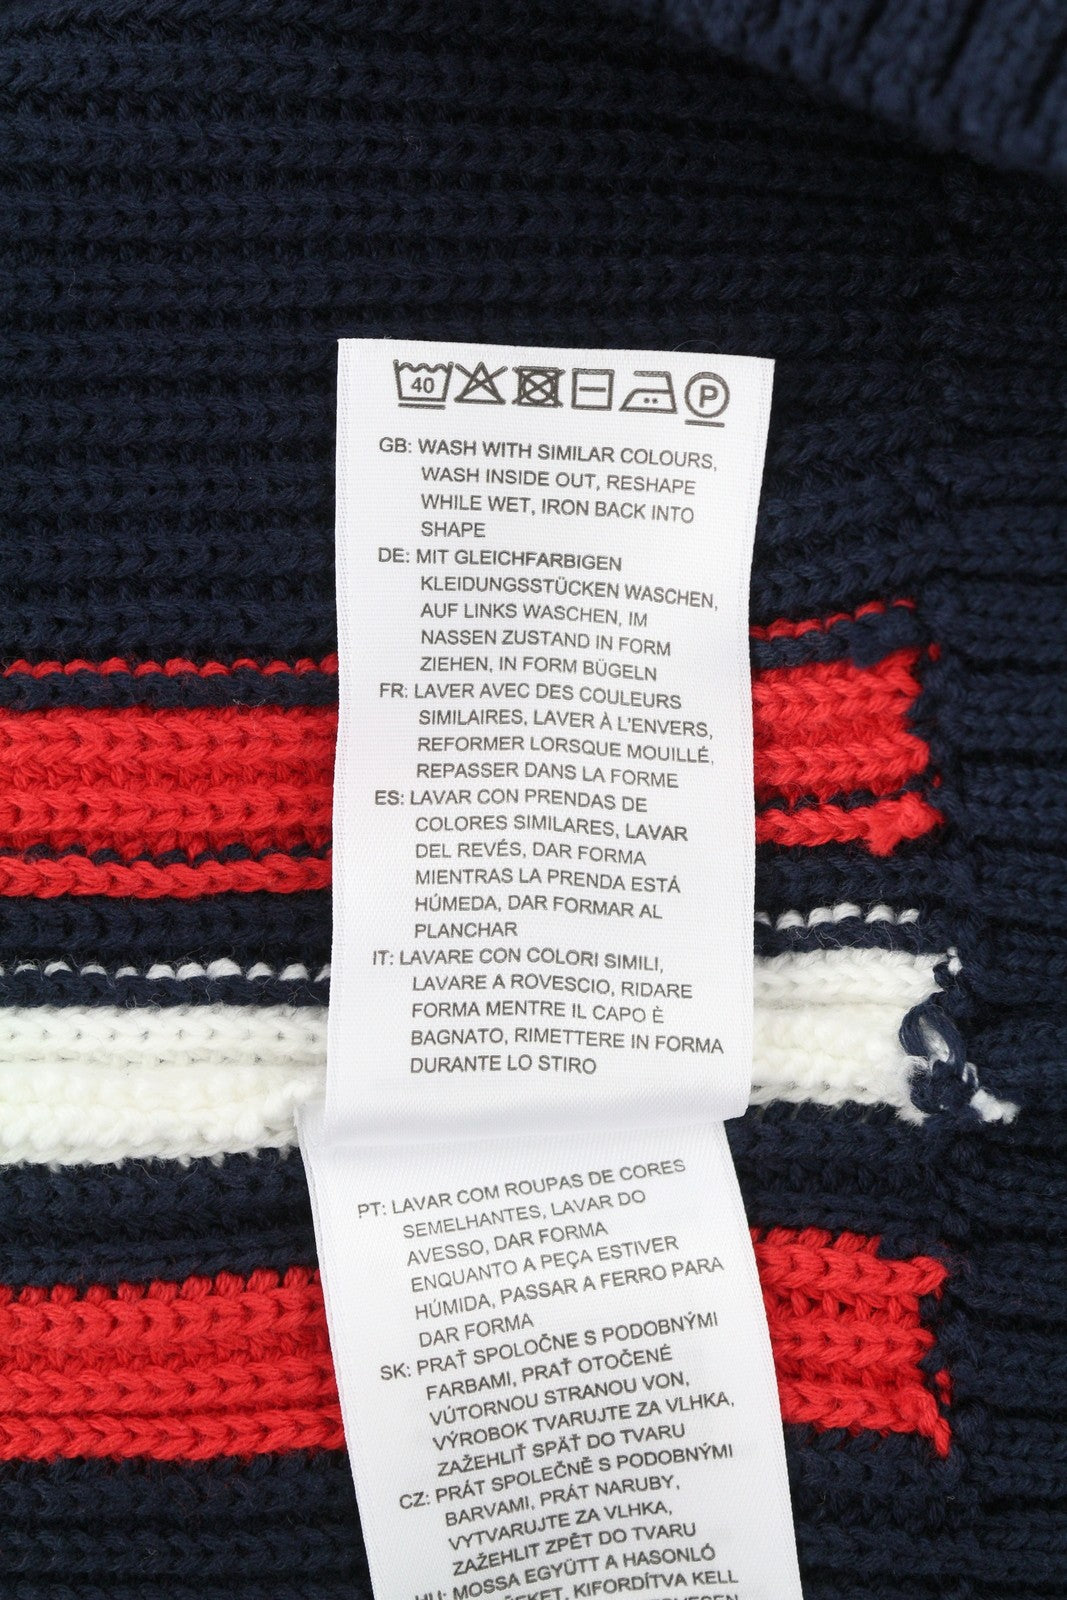 40 P
GB: WASH WITH SIMILAR COLOURS,
WASH INSIDE OUT, RESHAPE
WHILE WET, IRON BACK INTO
SHAPE
DE: MIT GLEICHFARBIGEN
KLEIDUNGSSTÜCKEN WASCHEN,
AUF LINKS WASCHEN, IM
NASSEN ZUSTAND IN FORM
ZIEHEN, IN FORM BÜGELN
FR: LAVER AVEC DES COULEURS
SIMILAIRES, LAVER À L'ENVERS,
REFORMER LORSQUE MOUILLÉ,
REPASSER DANS LA FORME
ES: LAVAR CON PRENDAS DE
COLORES SIMILARES, LAVAR
DEL REVÉS, DAR FORMA
MIENTRAS LA PRENDA ESTÁ
HÚMEDA, DAR FORMAR AL
PLANCHAR
IT: LAVARE CON COLORI SIMILI,
LAVARE A ROVESCIO, RIDARE
FORMA MENTRE IL CAPO È
BAGNATO, RIMETTERE IN FORMA
DURANTE LO STIRO
PT: LAVAR COM ROUPAS DE CORES
SEMELHANTES, LAVAR DO
AVESSO, DAR FORMA
ENQUANTO A PEÇA ESTIVER
HÚMIDA, PASSAR A FERRO PARA
DAR FORMA
SK: PRAŤ SPOLOČNE S PODOBNÝMI
FARBAMI, PRAŤ OTOČENÉ
VÚTORNOU STRANOU VON,
VÝROBOK TVARUJTE ZA VLHKA,
ZAŽEHLIŤ SPÄŤ DO TVARU
CZ: PRÁT SPOLEČNĚ S PODOBNÝMI
BARVAMI, PRÁT NARUBY,
VYTVARUJTE ZA VLHKA,
ZAŽEHLIT ZPĚT DO TVARU
HU: MOSSA EGYÜTT A HASONLÓ
KIFORDÍTVA KELL